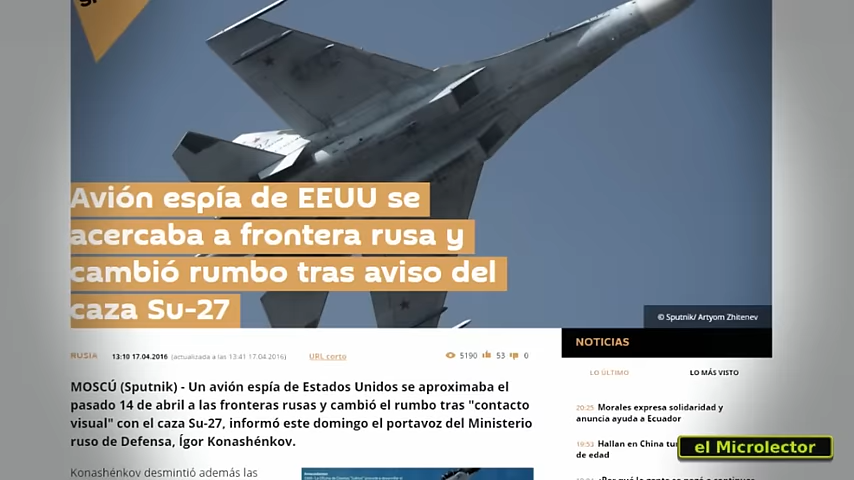 Avión espía de EEUU se
acercaba a frontera rusa y
cambió rumbo tras aviso del
caza Su-27
© Sputnik/ Artyom Zhitenev
NOTICIAS
RUSIA 13:10 17.04.2016 (actualizada a las 13:41 17.04.2016) URL corto 5190 53 0
LO ÚLTIMO LO MÁS VISTO
MOSCÚ (Sputnik) - Un avión espía de Estados Unidos se aproximaba el
pasado 14 de abril a las fronteras rusas y cambió el rumbo tras "contacto
visual" con el caza Su-27, informó este domingo el portavoz del Ministerio
ruso de Defensa, Ígor Konashénkov.
20:25 Morales expresa solidaridad y
anuncia ayuda a Ecuador
19:53 Hallan en China
de edad
el Microlector
Konashénkov desmintió además las